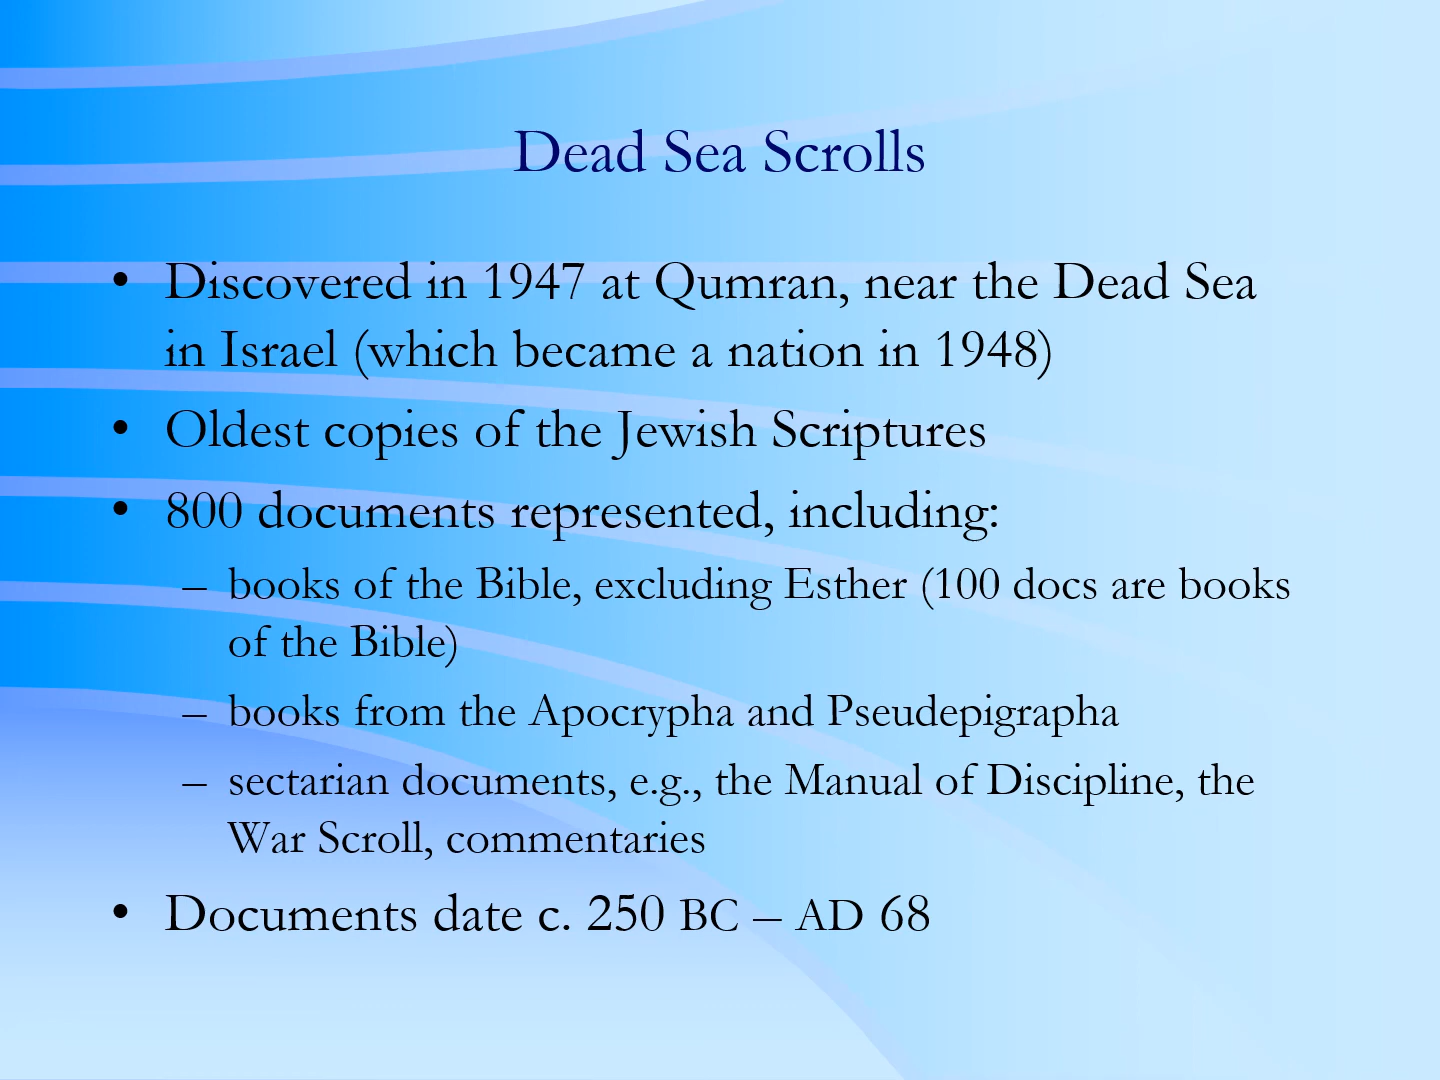 Dead Sea Scrolls
• Discovered in 1947 at Qumran, near the Dead Sea
in Israel (which became a nation in 1948)
• Oldest copies of the Jewish Scriptures
• 800 documents represented, including:
– books of the Bible, excluding Esther (100 docs are books
of the Bible)
– books from the Apocrypha and Pseudepigrapha
– sectarian documents, e.g., the Manual of Discipline, the
War Scroll, commentaries
• Documents date c. 250 BC – AD 68